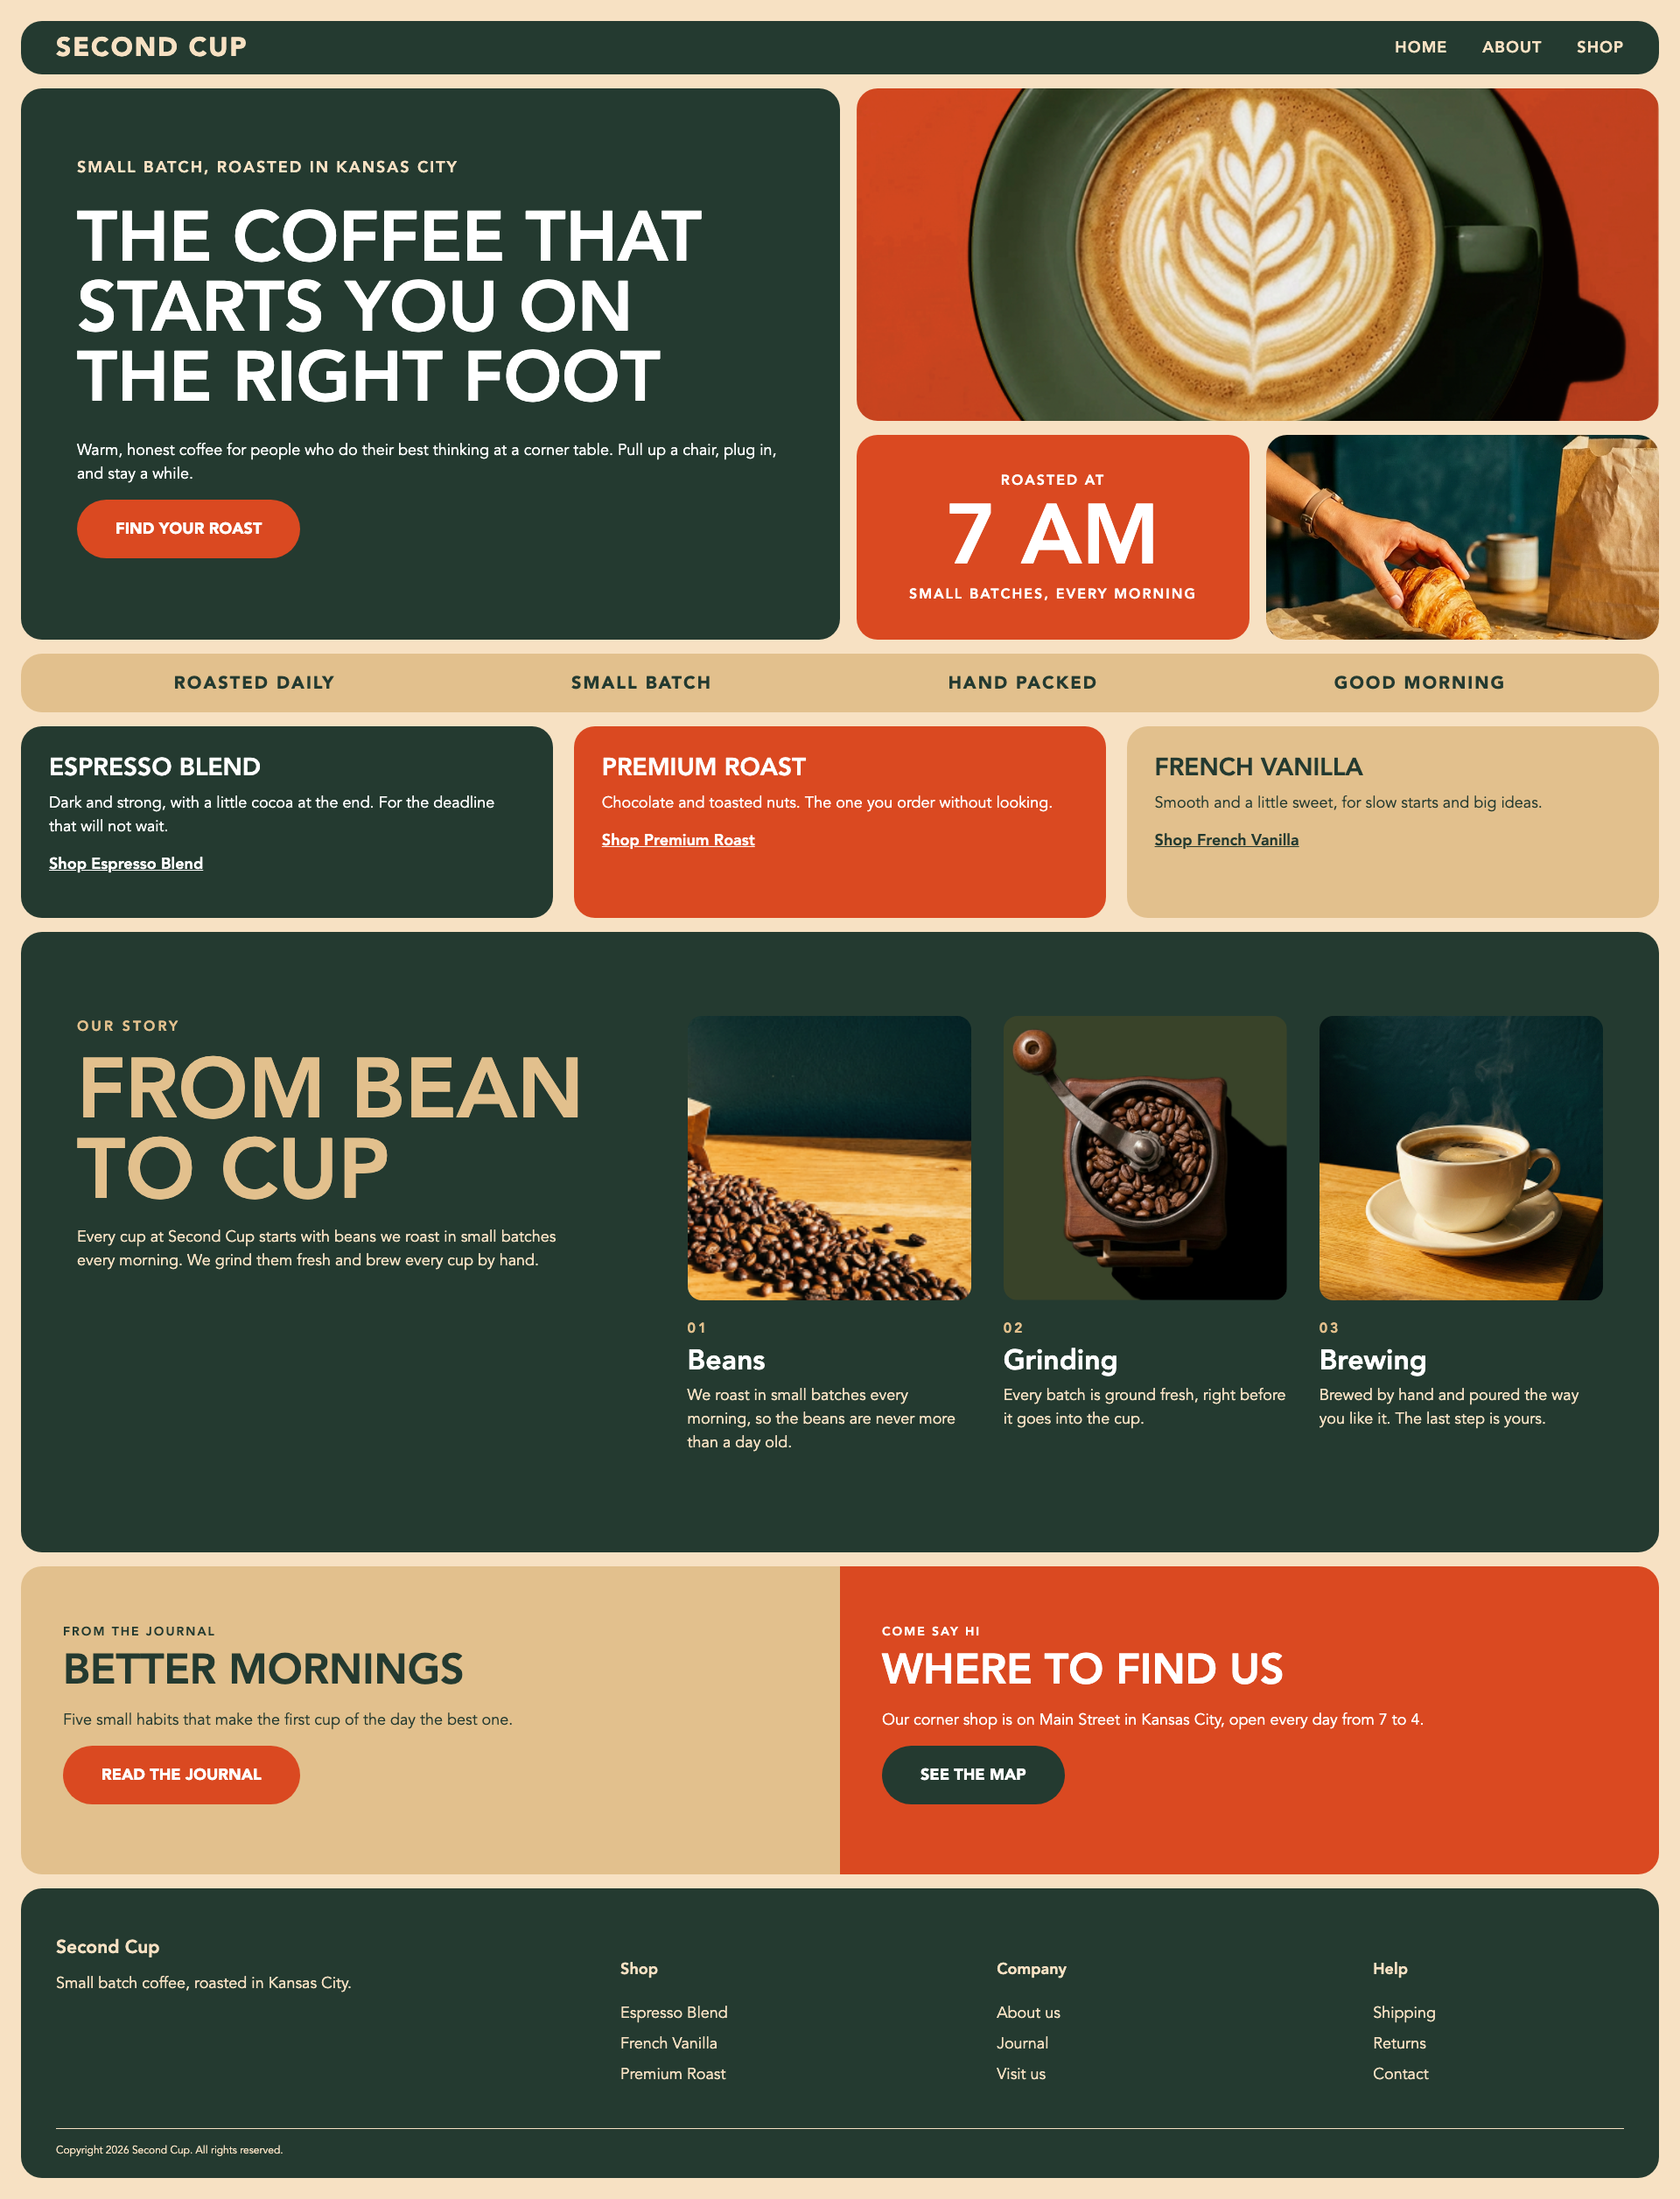 SECOND CUP
HOME ABOUT SHOP
SMALL BATCH, ROASTED IN KANSAS CITY
THE COFFEE THAT
STARTS YOU ON
THE RIGHT FOOT
Warm, honest coffee for people who do their best thinking at a corner table. Pull up a chair, plug in,
and stay a while.
FIND YOUR ROAST
ROASTED AT
7 AM
SMALL BATCHES, EVERY MORNING
ROASTED DAILY
SMALL BATCH
HAND PACKED
GOOD MORNING
ESPRESSO BLEND
Dark and strong, with a little cocoa at the end. For the deadline
that will not wait.
Shop Espresso Blend
PREMIUM ROAST
Chocolate and toasted nuts. The one you order without looking.
Shop Premium Roast
FRENCH VANILLA
Smooth and a little sweet, for slow starts and big ideas.
Shop French Vanilla
OUR STORY
FROM BEAN
TO CUP
Every cup at Second Cup starts with beans we roast in small batches
every morning. We grind them fresh and brew every cup by hand.
01
Beans
We roast in small batches every
morning, so the beans are never more
than a day old.
02
Grinding
Every batch is ground fresh, right before
it goes into the cup.
03
Brewing
Brewed by hand and poured the way
you like it. The last step is yours.
FROM THE JOURNAL
BETTER MORNINGS
Five small habits that make the first cup of the day the best one.
READ THE JOURNAL
COME SAY HI
WHERE TO FIND US
Our corner shop is on Main Street in Kansas City, open every day from 7 to 4.
SEE THE MAP
Second Cup
Small batch coffee, roasted in Kansas City.
Shop
Espresso Blend
French Vanilla
Premium Roast
Company
About us
Journal
Visit us
Help
Shipping
Returns
Contact
Copyright 2026 Second Cup. All rights reserved.